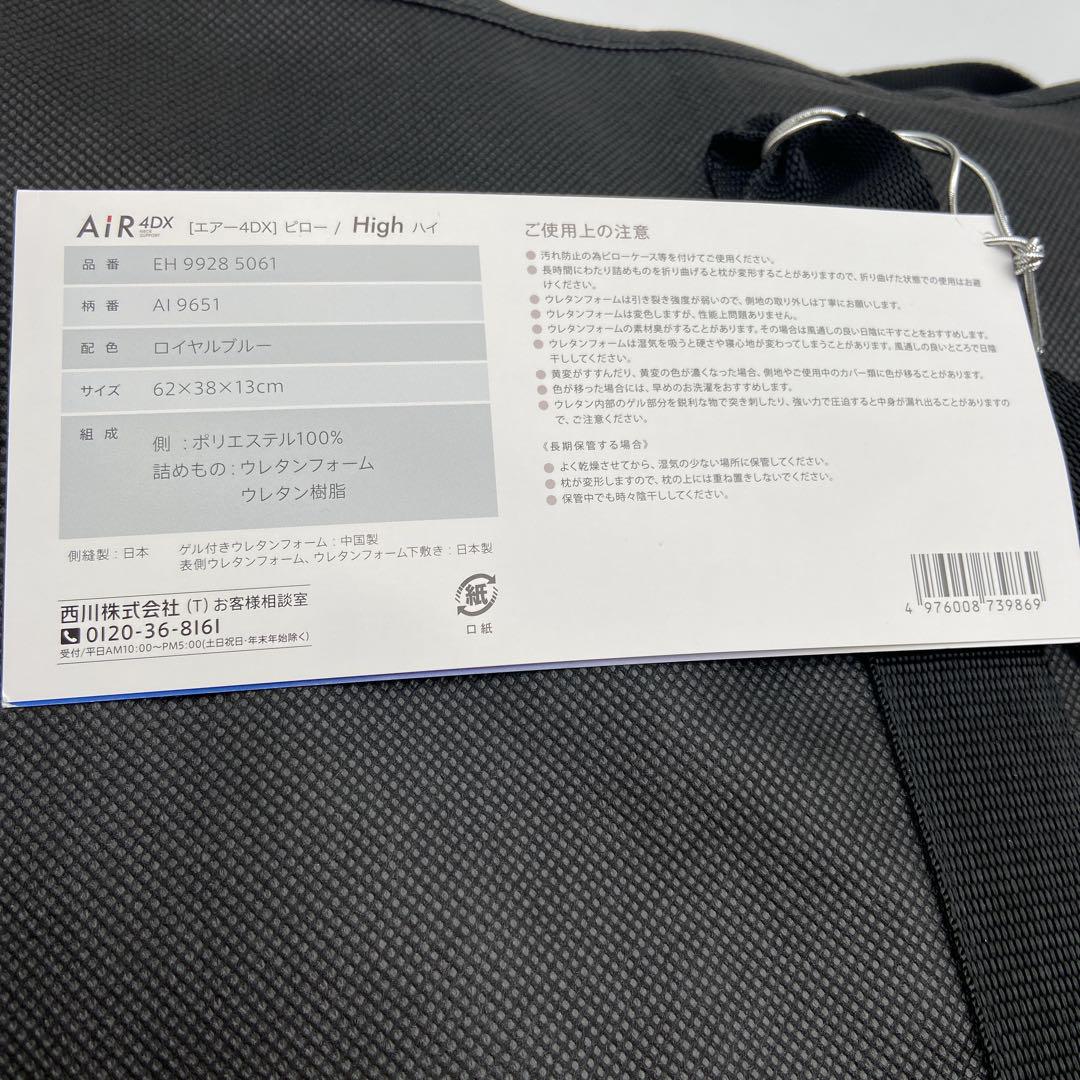 AiR 4DX NECK SUPPORT [エアー4DX] ピロー / High ハイ
品番 EH 9928 5061
柄番 AI 9651
配色 ロイヤルブルー
サイズ 62×38×13cm
組成 側 : ポリエステル100%
詰めもの : ウレタンフォーム
ウレタン樹脂
側縫製 : 日本 ゲル付きウレタンフォーム : 中国製
表側ウレタンフォーム、ウレタンフォーム下敷き : 日本製
西川株式会社 (T) お客様相談室
0120-36-8161
受付/平日AM10:00〜PM5:00(土日祝日・年末年始除く)
紙
口紙
ご使用上の注意
●汚れ防止の為ピローケース等を付けてご使用ください。
●長時間にわたり詰めものを折り曲げると枕が変形することがありますので、折り曲げた状態での使用はお避
けください。
●ウレタンフォームは引き裂き強度が弱いので、側地の取り外しは丁寧にお願いします。
●ウレタンフォームは変色しますが、性能上問題ありません。
●ウレタンフォームの素材臭がすることがあります。その場合は風通しの良い日陰に干すことをおすすめします。
●ウレタンフォームは湿気を吸うと硬さや寝心地が変わってしまうことがあります。風通しの良いところで日陰
干ししてください。
●黄変がすすんだり、黄変の色が濃くなった場合、側地やご使用中のカバー類に色が移ることがあります。
●色が移った場合には、早めのお洗濯をおすすめします。
●ウレタン内部のゲル部分を鋭利な物で突き刺したり、強い力で圧迫すると中身が漏れ出ることがありますの
で、ご注意ください。
《長期保管する場合》
●よく乾燥させてから、湿気の少ない場所に保管してください。
●枕が変形しますので、枕の上には重ね置きしないでください。
●保管中でも時々陰干ししてください。
4 976008 739869